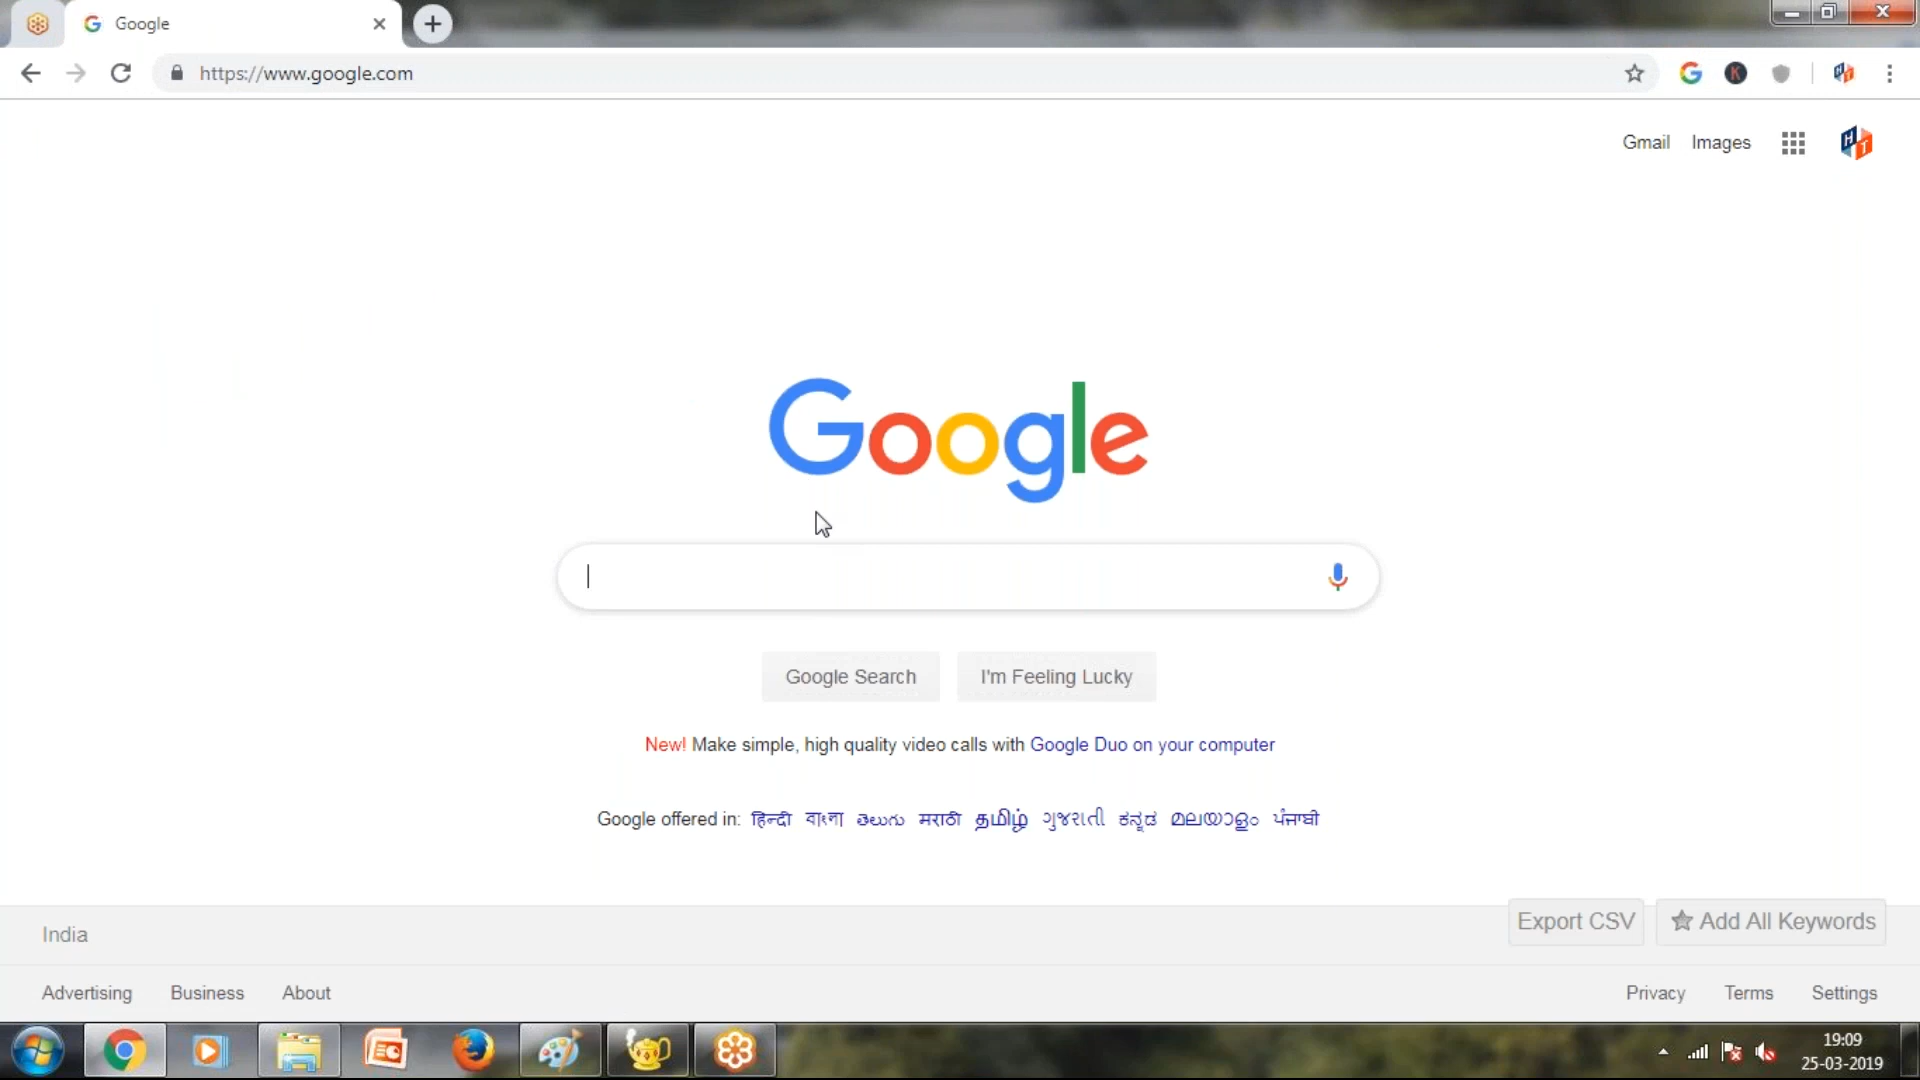 Google
https://www.google.com
Gmail Images
Google
Google Search I'm Feeling Lucky
New! Make simple, high quality video calls with Google Duo on your computer
Google offered in: हिन्दी বাংলা తెలుగు मराठी தமிழ் ગુજરાતી ಕನ್ನಡ മലയാളം ਪੰਜਾਬੀ
India
Export CSV Add All Keywords
Advertising Business About
Privacy Terms Settings
19:09
25-03-2019